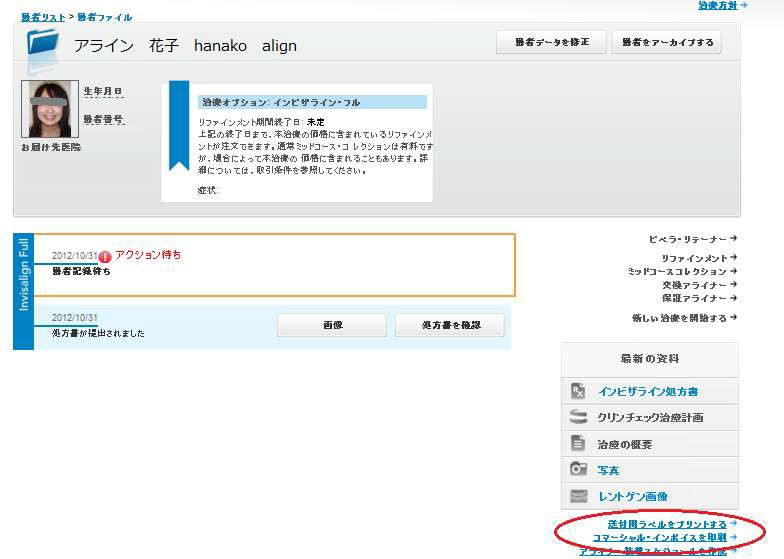 治療方針
患者リスト > 患者ファイル
アライン 花子 hanako align
患者データを修正
患者をアーカイブする
生年月日
患者番号
お届け先医院
治療オプション: インビザライン・フル
リファインメント期間終了日: 未定
上記の終了日まで、本治療の価格に含まれているリファインメ
ントが注文できます。通常ミッドコース・コレクションは有料です
が、場合によって本治療の価格に含まれることもあります。詳
細については、取引条件を参照してください。
症状:
Invisalign Full
2012/10/31 アクション待ち
患者記録待ち
2012/10/31
処方書が提出されました
画像
処方書を確認
ビベラ・リテーナー
リファインメント
ミッドコースコレクション
交換アライナー
保証アライナー
新しい治療を開始する
最新の資料
インビザライン処方書
クリンチェック治療計画
治療の概要
写真
レントゲン画像
送付用ラベルをプリントする
コマーシャル・インボイスを印刷
アライナー装着スケジュールを作成